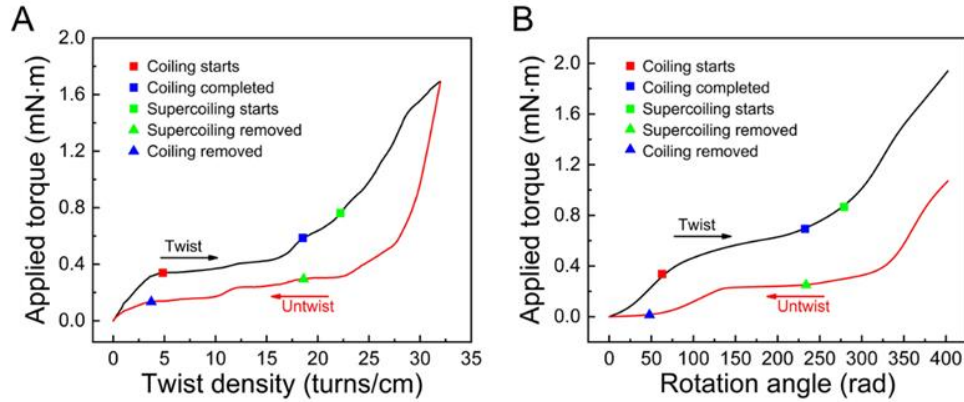 A
Applied torque (mN·m)
2.0
1.6
1.2
0.8
0.4
0.0
Coiling starts
Coiling completed
Supercoiling starts
Supercoiling removed
Coiling removed
Twist
Untwist
0 5 10 15 20 25 30 35
Twist density (turns/cm)
B
Applied torque (mN·m)
2.0
1.6
1.2
0.8
0.4
0.0
Coiling starts
Coiling completed
Supercoiling starts
Supercoiling removed
Coiling removed
Twist
Untwist
0 50 100 150 200 250 300 350 400
Rotation angle (rad)